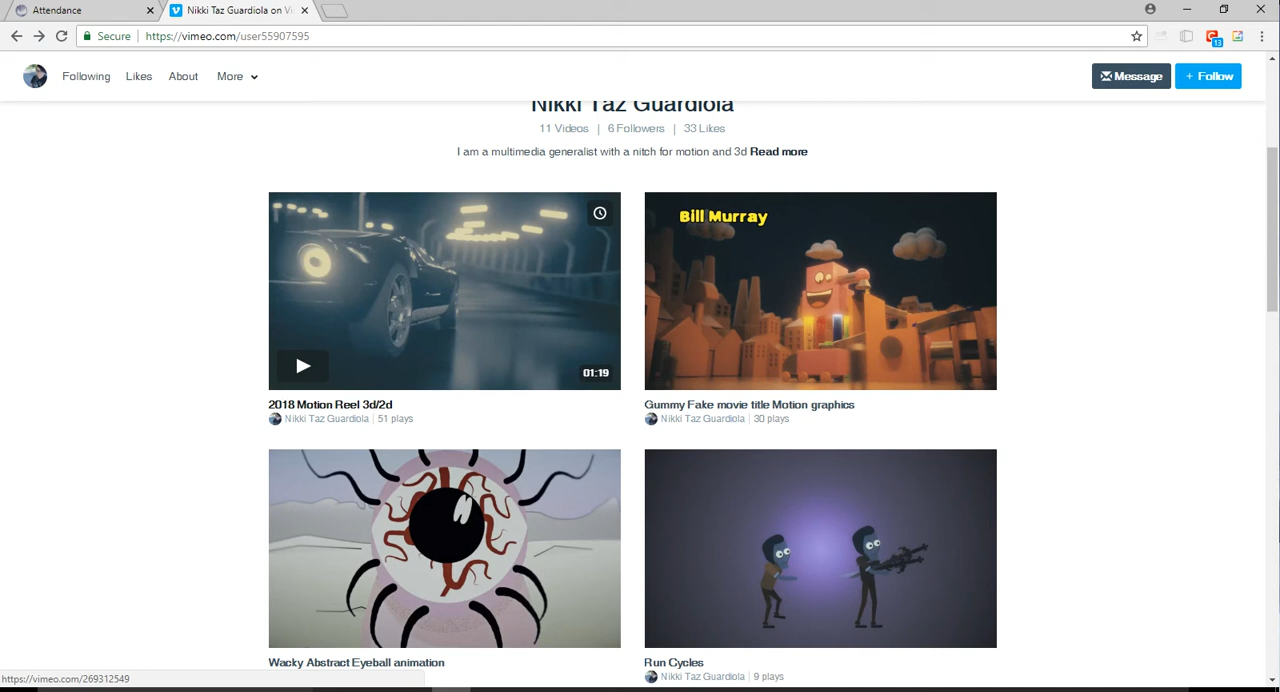 Attendance
Nikki Taz Guardiola on Vi
Secure https://vimeo.com/user55907595
13
Following Likes About More
Message + Follow
Nikki Taz Guardiola
11 Videos | 6 Followers | 33 Likes
I am a multimedia generalist with a nitch for motion and 3d Read more
Bill Murray
01:19
2018 Motion Reel 3d/2d
Nikki Taz Guardiola | 51 plays
Gummy Fake movie title Motion graphics
Nikki Taz Guardiola | 30 plays
Wacky Abstract Eyeball animation
Run Cycles
Nikki Taz Guardiola | 9 plays
https://vimeo.com/269312549